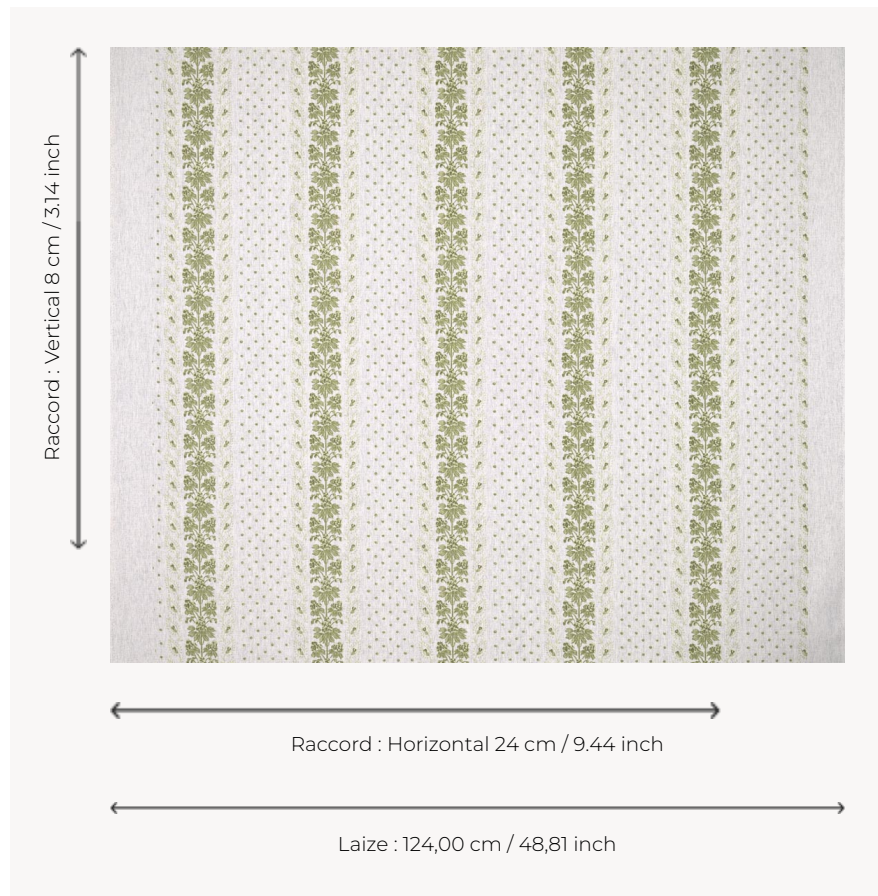 Raccord : Vertical 8 cm / 3.14 inch
Raccord : Horizontal 24 cm / 9.44 inch
Laize : 124,00 cm / 48,81 inch